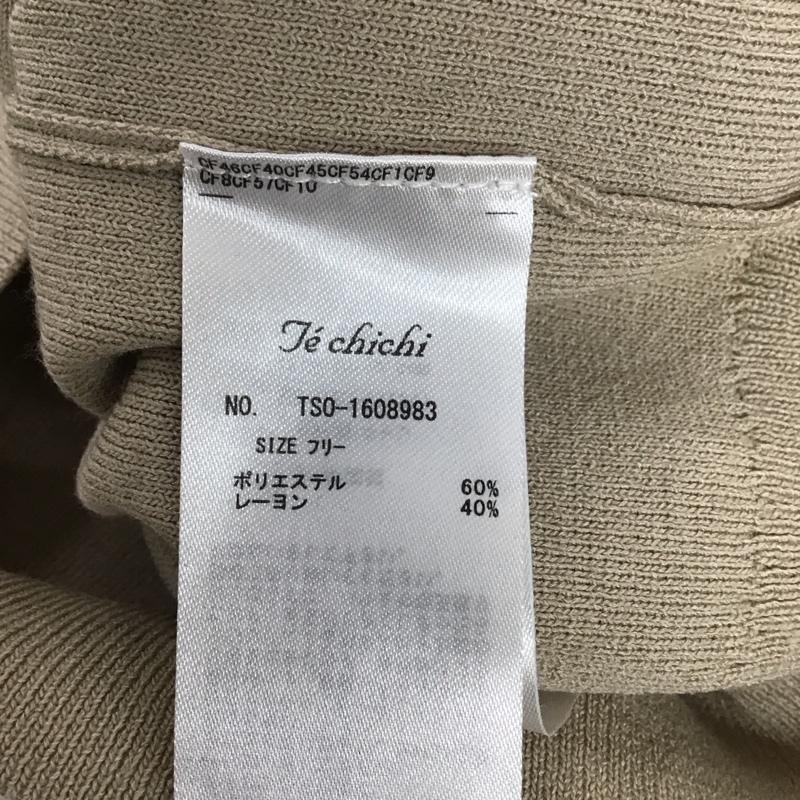 CF46CF40CF45CF54CF1CF9
CF8CF57CF10
Té chichi
NO. TSO-1608983
SIZE フリー
ポリエステル 60%
レーヨン 40%